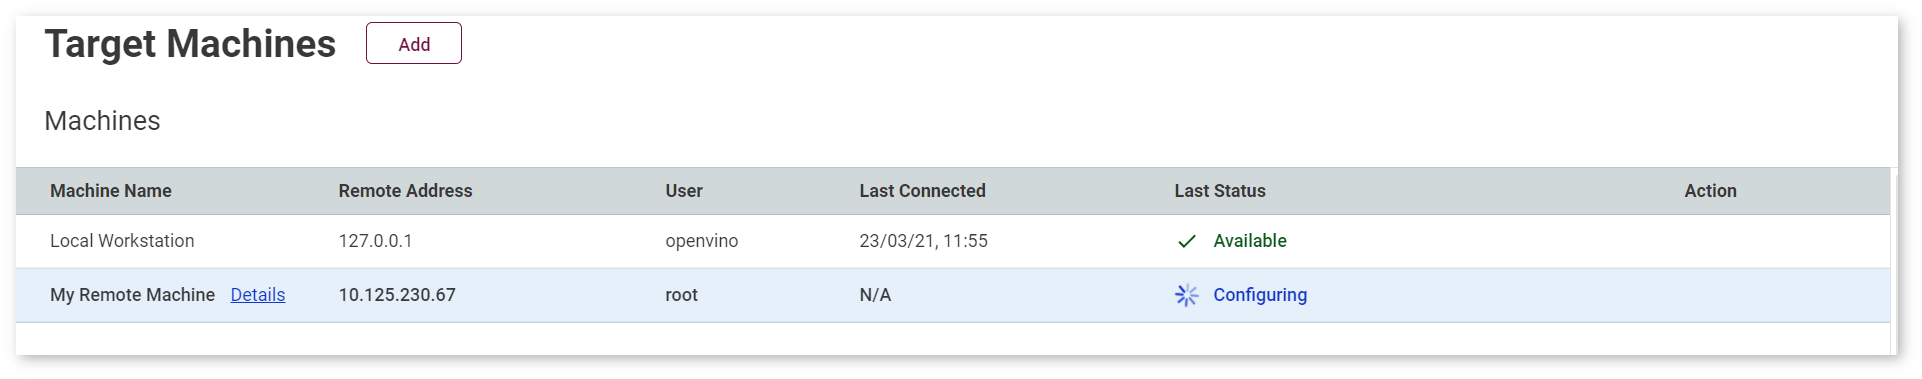 Target Machines Add
Machines
Machine Name Remote Address User Last Connected Last Status Action
Local Workstation 127.0.0.1 openvino 23/03/21, 11:55 Available
My Remote Machine Details 10.125.230.67 root N/A Configuring